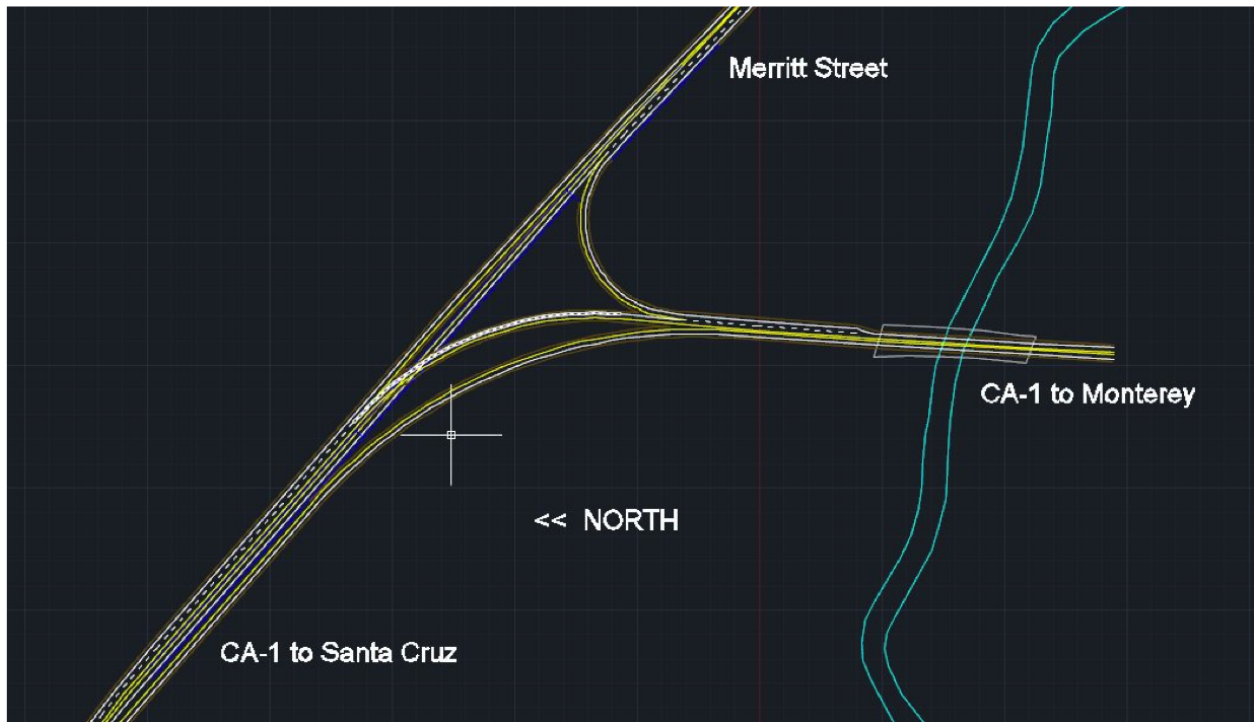 Merritt Street
CA-1 to Monterey
<< NORTH
CA-1 to Santa Cruz